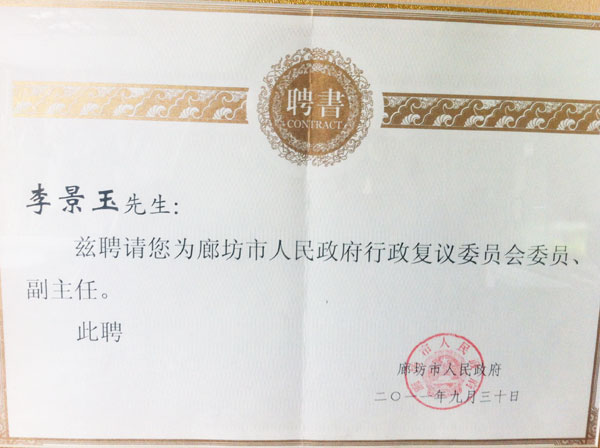 聘書
CONTRACT
李景玉先生:
兹聘请您为廊坊市人民政府行政复议委员会委员、
副主任。
此聘
廊坊市人民政府
二〇一一年九月三十日